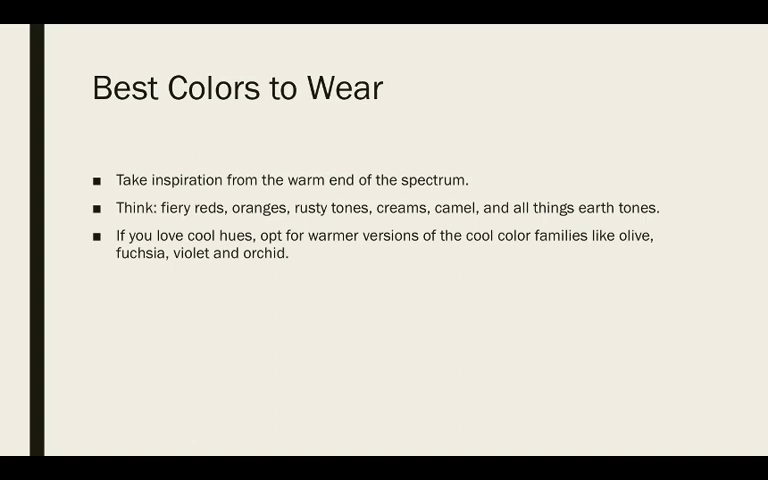 Best Colors to Wear
■ Take inspiration from the warm end of the spectrum.
■ Think: fiery reds, oranges, rusty tones, creams, camel, and all things earth tones.
■ If you love cool hues, opt for warmer versions of the cool color families like olive,
fuchsia, violet and orchid.